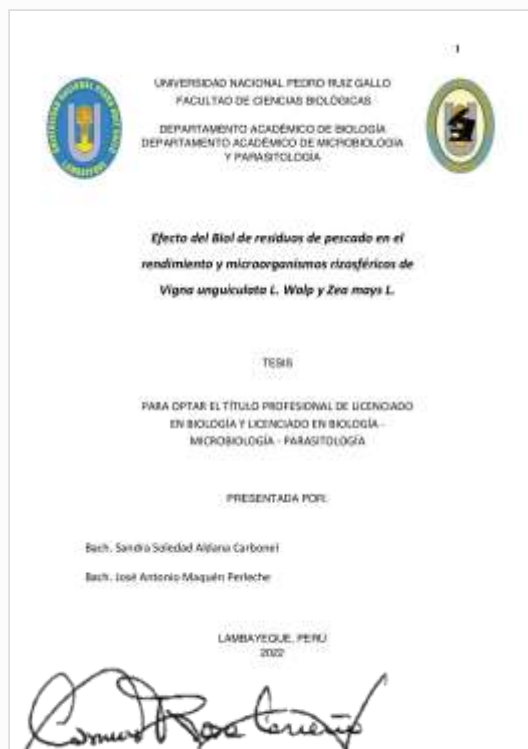 1
UNIVERSIDAD NACIONAL PEDRO RUIZ GALLO
FACULTAD DE CIENCIAS BIOLÓGICAS
DEPARTAMENTO ACADÉMICO DE BIOLOGÍA
DEPARTAMENTO ACADÉMICO DE MICROBIOLOGÍA
Y PARASITOLOGÍA
Efecto del Biol de residuos de pescado en el
rendimiento y microorganismos rizosféricos de
Vigna unguiculata L. Walp y Zea mays L.
TESIS
PARA OPTAR EL TÍTULO PROFESIONAL DE LICENCIADO
EN BIOLOGÍA Y LICENCIADO EN BIOLOGÍA -
MICROBIOLOGÍA - PARASITOLOGÍA
PRESENTADA POR:
Bach. Sandra Soledad Aldana Carbonel
Bach. José Antonio Maquén Perleche
LAMBAYEQUE, PERÚ
2022